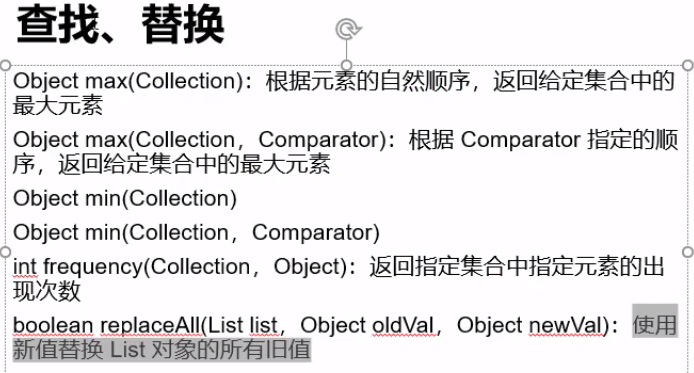 查找、替换
Object max(Collection)：根据元素的自然顺序，返回给定集合中的
最大元素
Object max(Collection，Comparator)：根据 Comparator 指定的顺
序，返回给定集合中的最大元素
Object min(Collection)
Object min(Collection，Comparator)
int frequency(Collection，Object)：返回指定集合中指定元素的出
现次数
boolean replaceAll(List list，Object oldVal，Object newVal)：使用
新值替换 List 对象的所有旧值